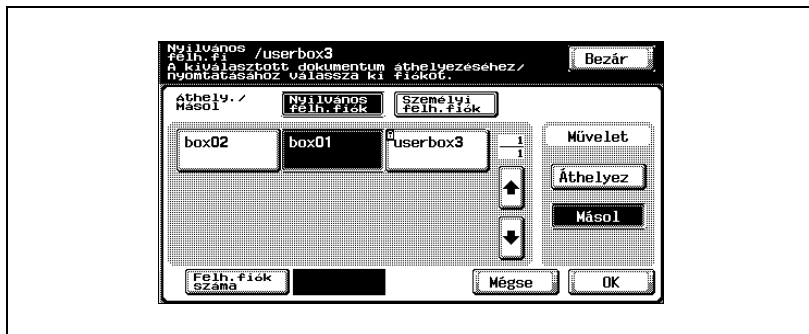 Nyilvános
felh.fi /userbox3
A kiválasztott dokumentum áthelyezéséhez/
nyomtatásához válassza ki fiókot.
Bezár
Áthely./
Másol
Nyilvános
felh.fiók
Személyi
felh.fiók
box02
box01
userbox3
1
1
Művelet
Áthelyez
Másol
Felh.fiók
száma
Mégse
OK